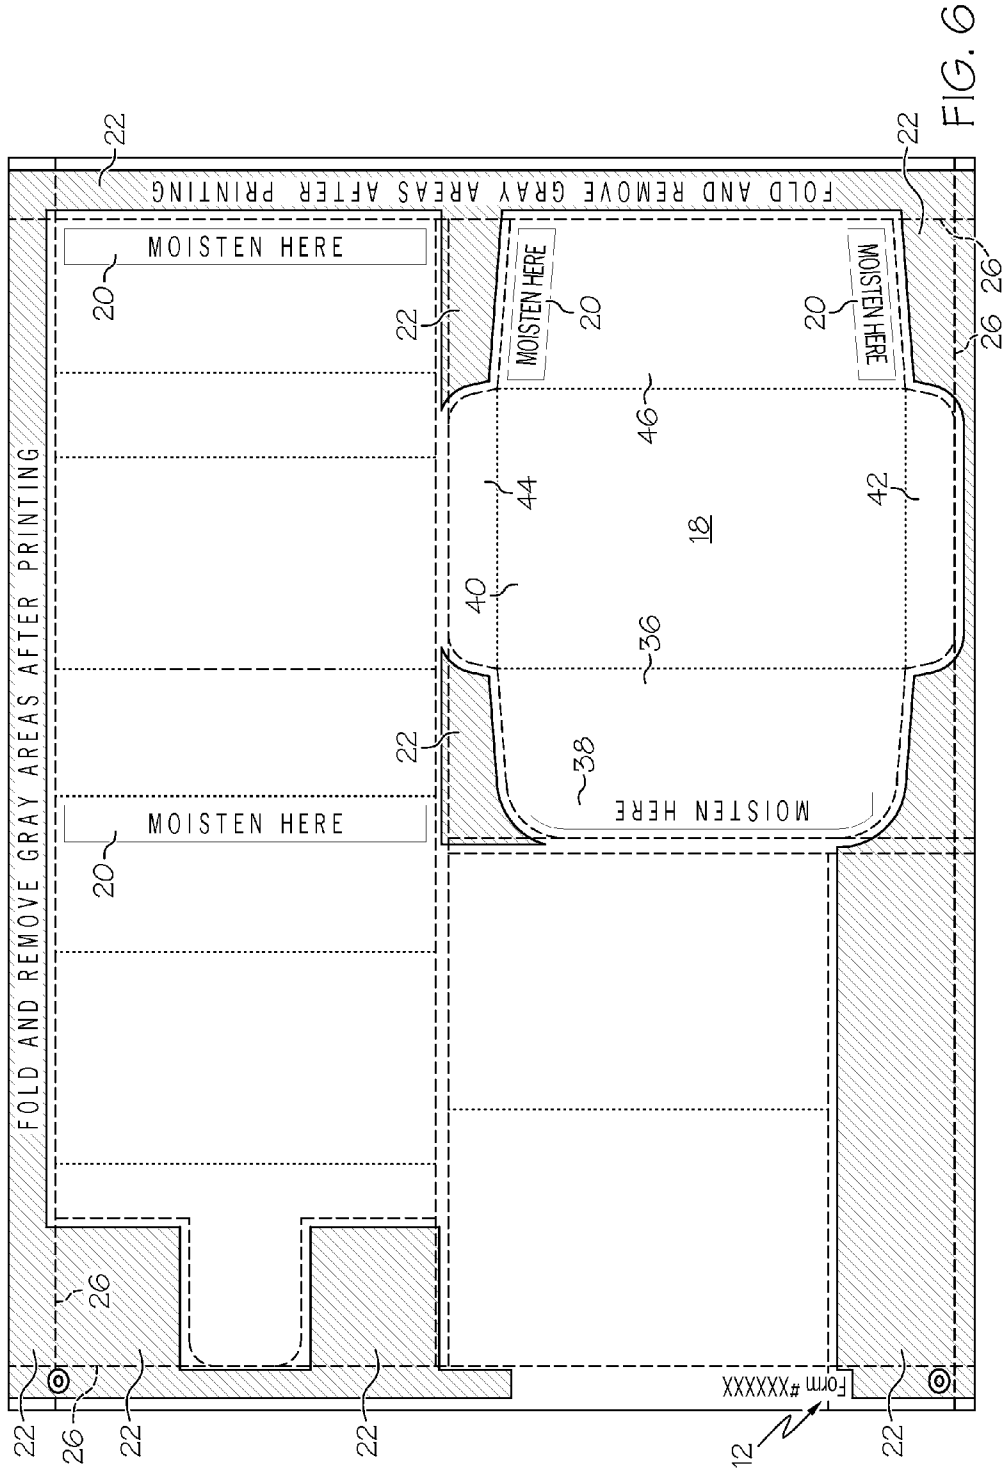 FIG. 6
22
22
FOLD AND REMOVE GRAY AREAS AFTER PRINTING
MOISTEN HERE
20
22
MOISTEN HERE
20
MOISTEN HERE
20
26
26
46
44
42
18
40
36
FOLD AND REMOVE GRAY AREAS AFTER PRINTING
22
38
MOISTEN HERE
MOISTEN HERE
20
26
22
26
22
22
Form #XXXXXX
12
22